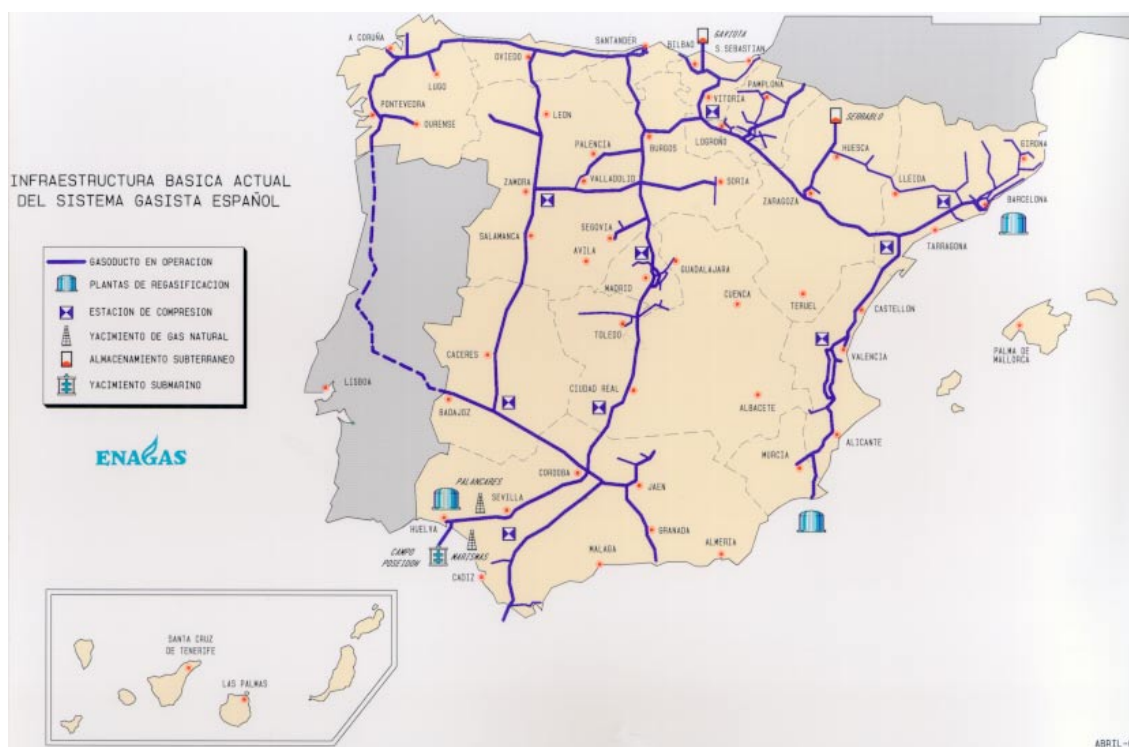 A CORUÑA
LUGO
PONTEVEDRA
OURENSE
OVIEDO
LEON
SANTANDER
BILBAO
GAVIOTA
S. SEBASTIAN
VITORIA
PAMPLONA
LOGROÑO
BURGOS
PALENCIA
VALLADOLID
ZAMORA
SORIA
SERRABLO
HUESCA
ZARAGOZA
LLEIDA
GIRONA
BARCELONA
TARRAGONA
INFRAESTRUCTURA BASICA ACTUAL
DEL SISTEMA GASISTA ESPAÑOL
GASODUCTO EN OPERACION
PLANTAS DE REGASIFICACION
ESTACION DE COMPRESION
YACIMIENTO DE GAS NATURAL
ALMACENAMIENTO SUBTERRANEO
YACIMIENTO SUBMARINO
ENAGAS
SALAMANCA
SEGOVIA
AVILA
MADRID
GUADALAJARA
CUENCA
TERUEL
CASTELLON
TOLEDO
VALENCIA
PALMA DE
MALLORCA
CACERES
LISBOA
BADAJOZ
CIUDAD REAL
ALBACETE
ALICANTE
MURCIA
CORDOBA
JAEN
PALANCARES
SEVILLA
HUELVA
GRANADA
CAMPO
POSEIDON
MARISMAS
CADIZ
MALAGA
ALMERIA
SANTA CRUZ
DE TENERIFE
LAS PALMAS